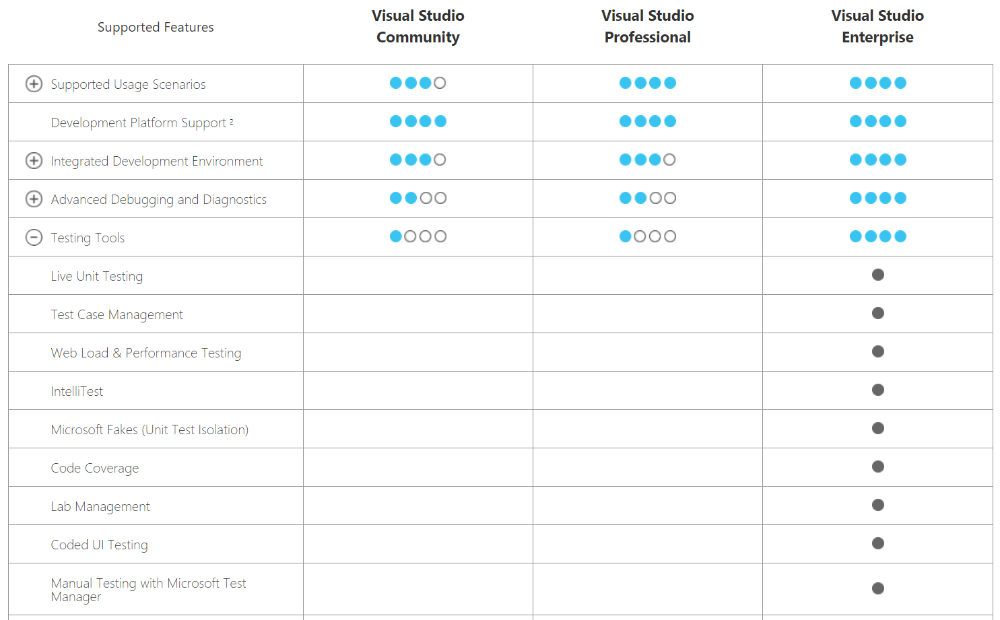 Supported Features
Visual Studio
Community
Visual Studio
Professional
Visual Studio
Enterprise
Supported Usage Scenarios
Development Platform Support 2
Integrated Development Environment
Advanced Debugging and Diagnostics
Testing Tools
Live Unit Testing
Test Case Management
Web Load & Performance Testing
IntelliTest
Microsoft Fakes (Unit Test Isolation)
Code Coverage
Lab Management
Coded UI Testing
Manual Testing with Microsoft Test
Manager